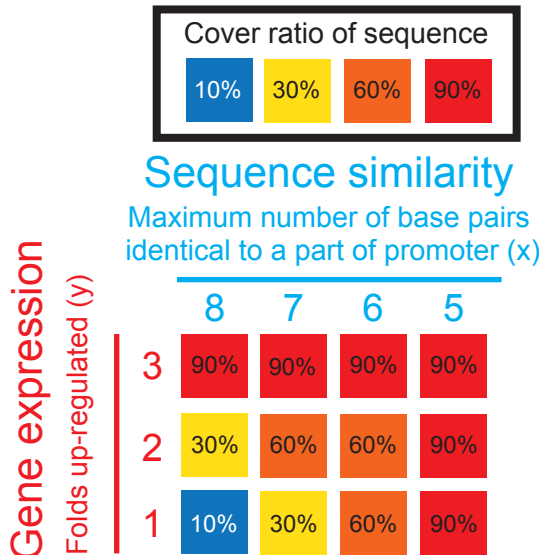 Cover ratio of sequence
10% 30% 60% 90%
Sequence similarity
Maximum number of base pairs
identical to a part of promoter (x)
8 7 6 5
Gene expression
Folds up-regulated (y)
3 90% 90% 90% 90%
2 30% 60% 60% 90%
1 10% 30% 60% 90%